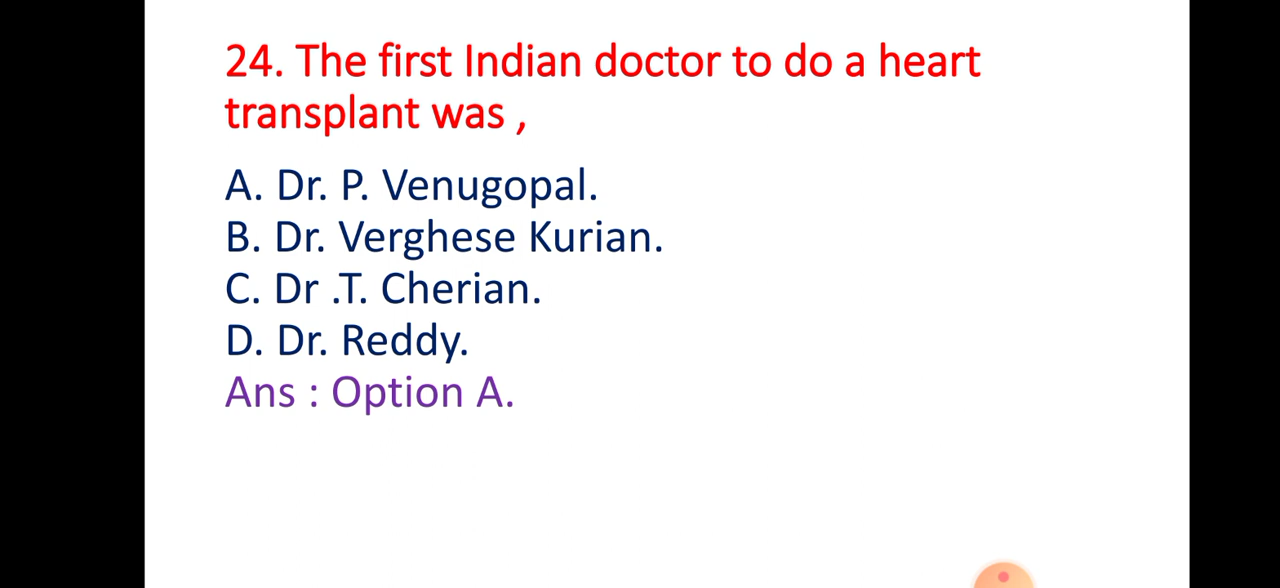 24. The first Indian doctor to do a heart
transplant was ,
A. Dr. P. Venugopal.
B. Dr. Verghese Kurian.
C. Dr .T. Cherian.
D. Dr. Reddy.
Ans : Option A.